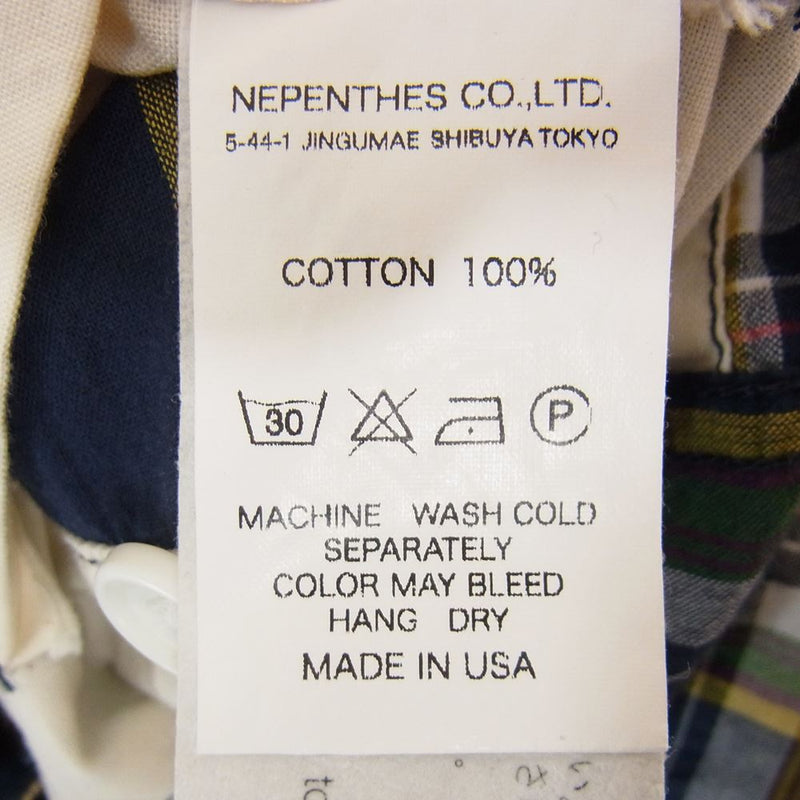 NEPENTHES CO.,LTD.
5-44-1 JINGUMAE SHIBUYA TOKYO
COTTON 100%
30 P
MACHINE WASH COLD
SEPARATELY
COLOR MAY BLEED
HANG DRY
MADE IN USA